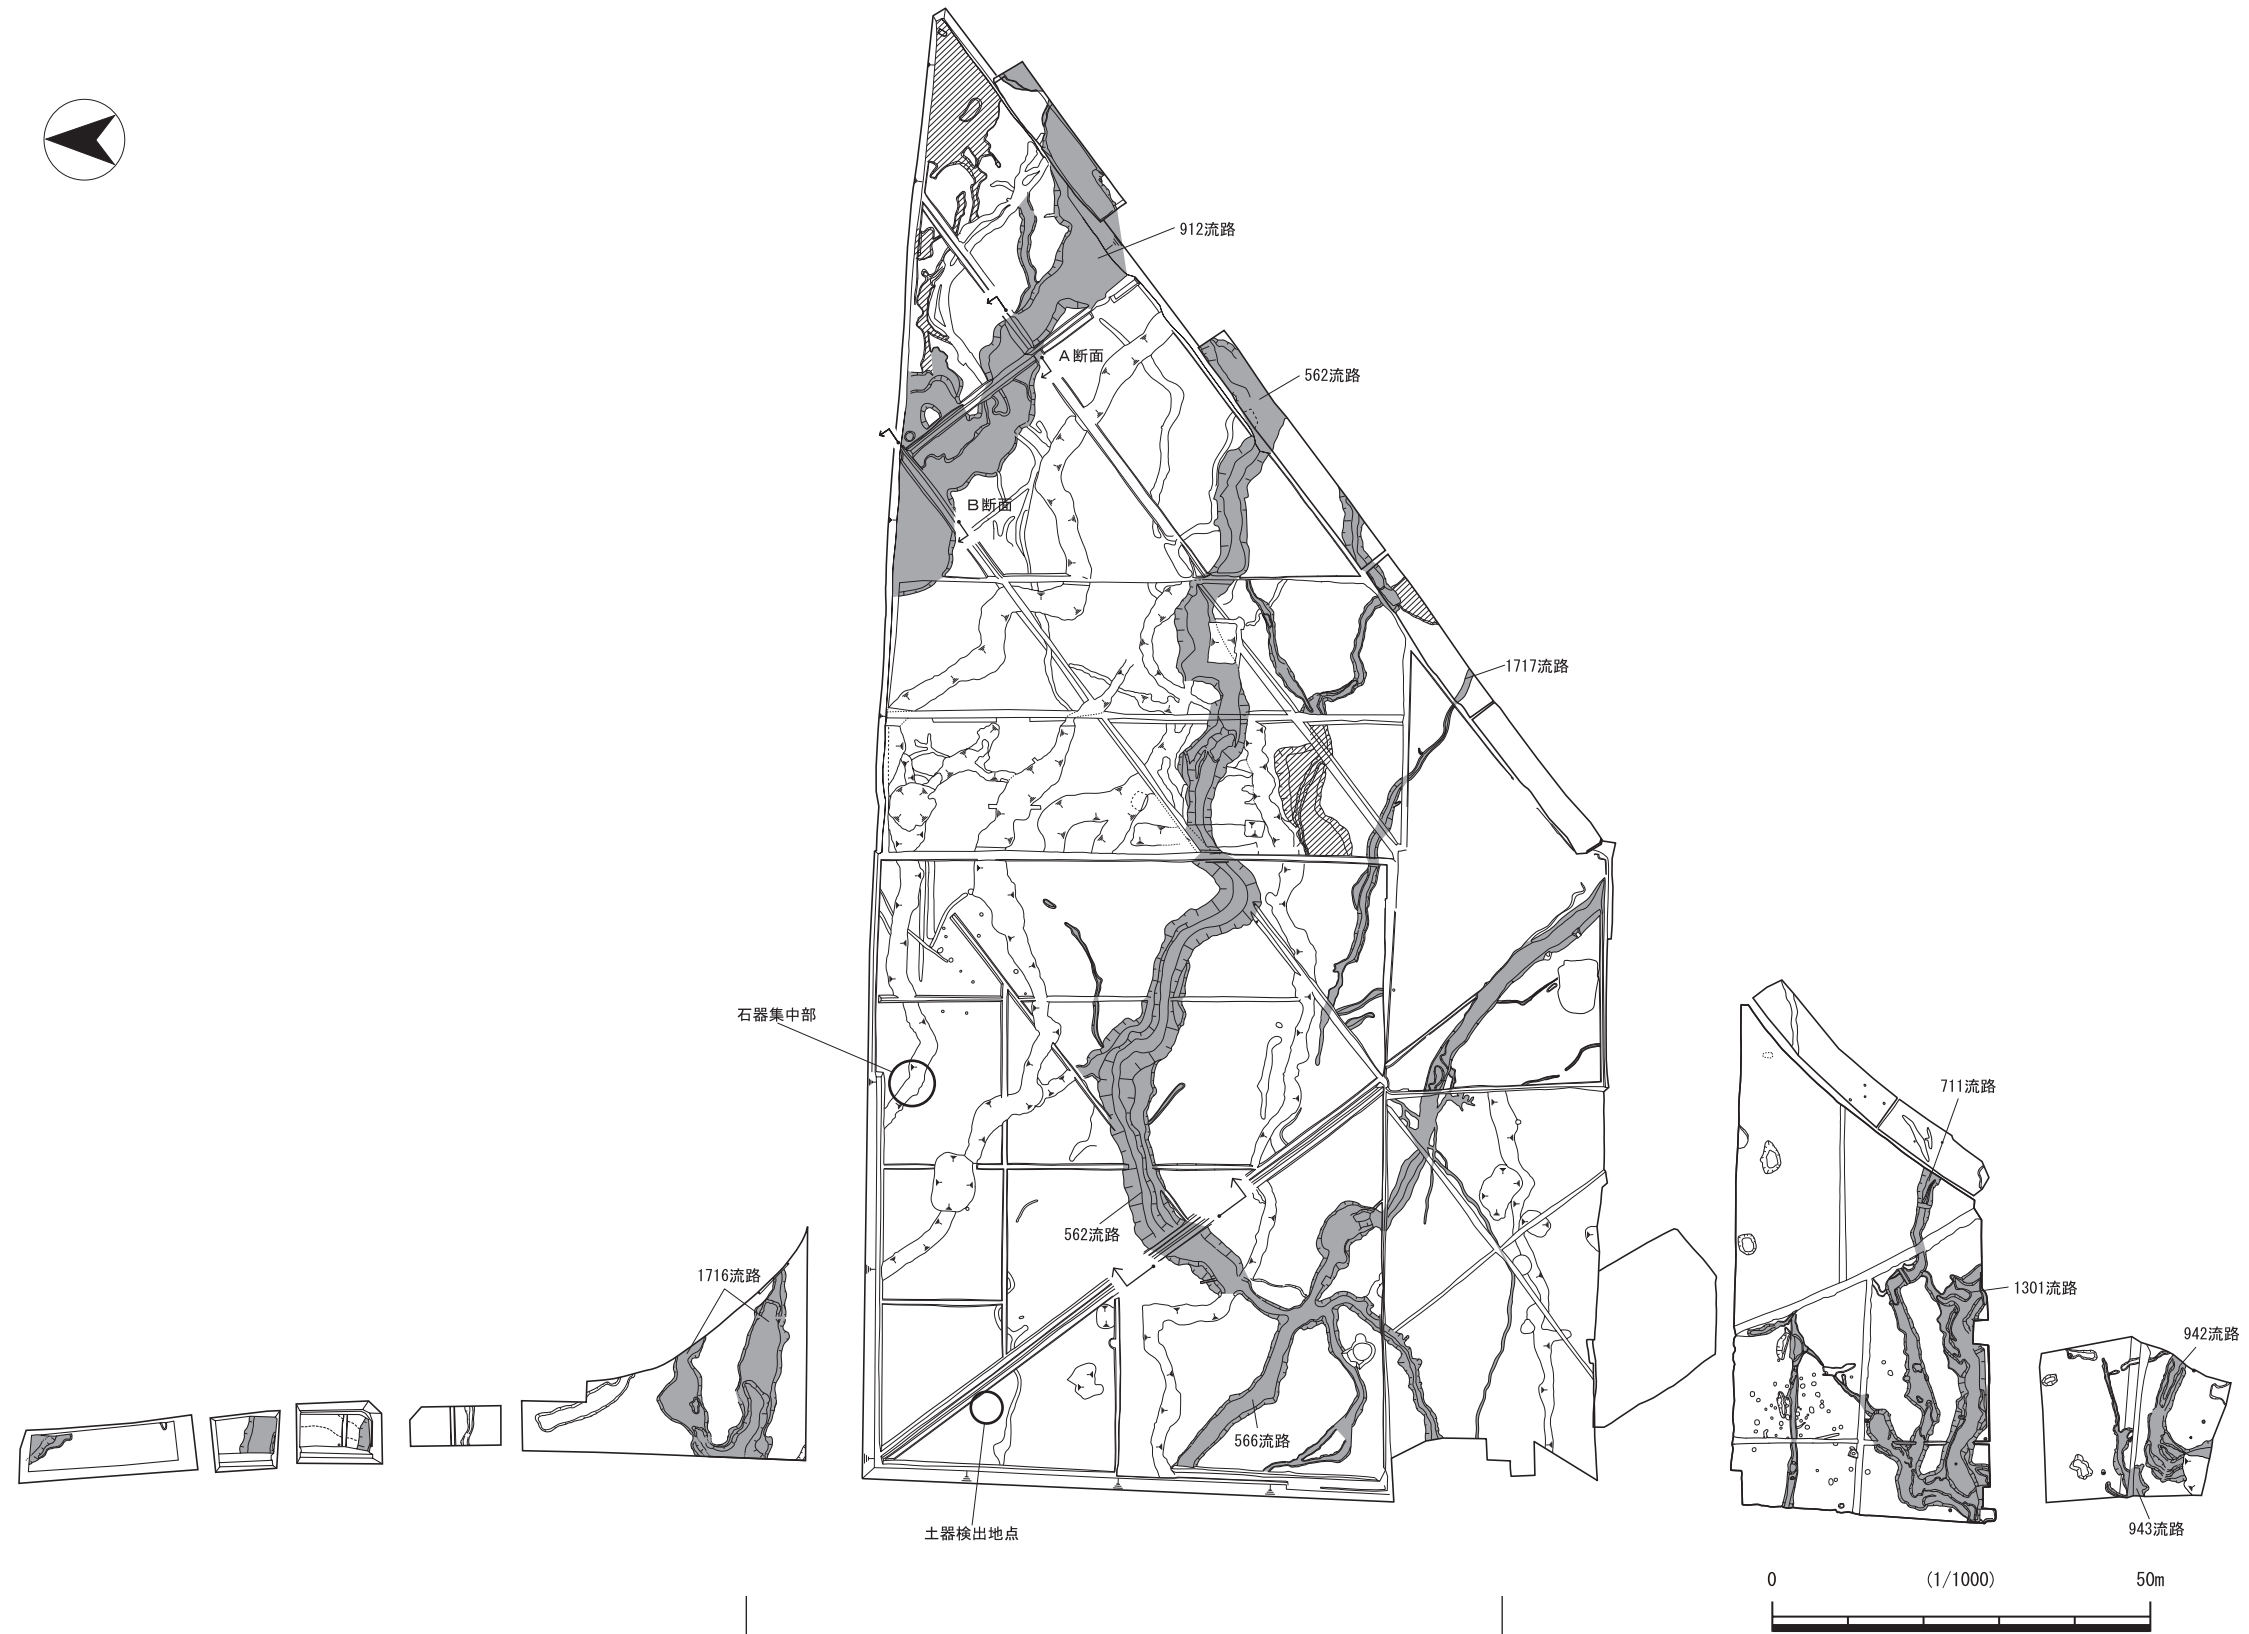 912流路
A断面
562流路
B断面
1717流路
石器集中部
711流路
562流路
1716流路
1301流路
942流路
566流路
土器検出地点
943流路
0 (1/1000) 50m